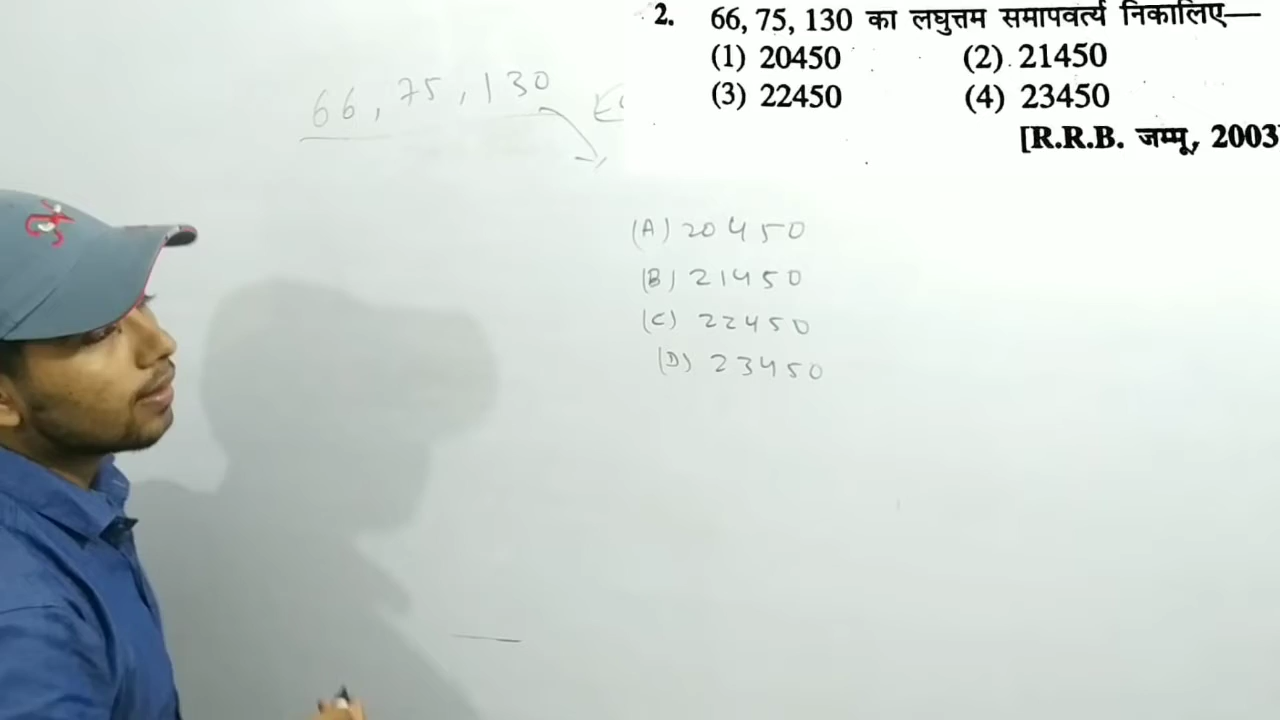 2. 66, 75, 130 का लघुत्तम समापवर्त्य निकालिए—
(1) 20450 (2) 21450
(3) 22450 (4) 23450
[R.R.B. जम्मू, 2003
66, 75, 130
(A) 20450
(B) 21450
(C) 22450
(D) 23450